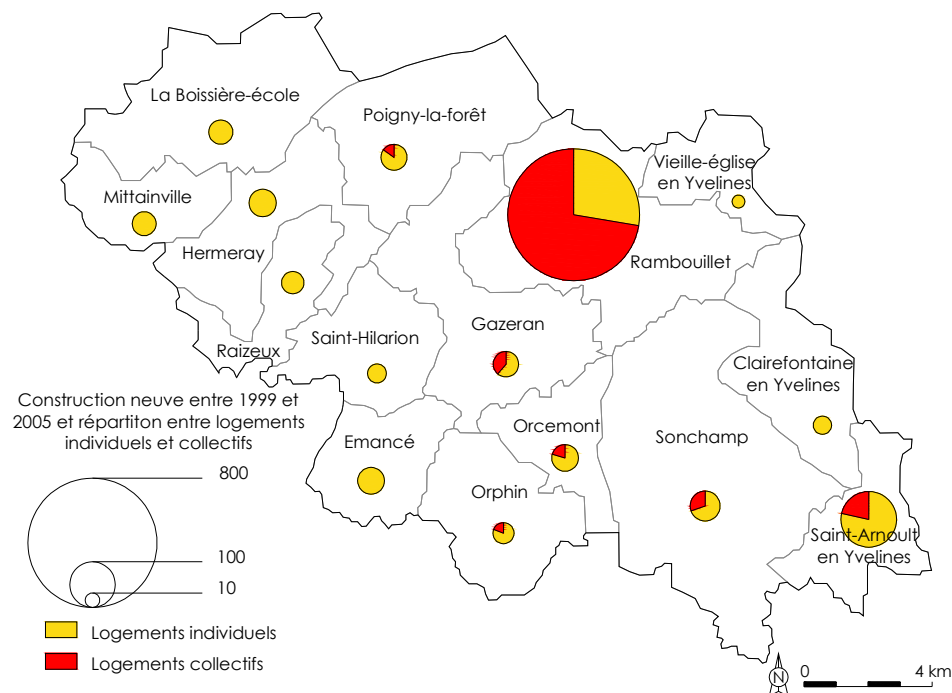 La Boissière-école
Poigny-la-forêt
Vieille-église
en Yvelines
Mittainville
Hermeray
Rambouillet
Raizeux
Saint-Hilarion
Gazeran
Clairefontaine
en Yvelines
Construction neuve entre 1999 et
2005 et répartiton entre logements
individuels et collectifs
Emancé
Orcemont
Sonchamp
Orphin
Saint-Arnoult
en Yvelines
800
100
10
Logements individuels
Logements collectifs
N
0 4 km